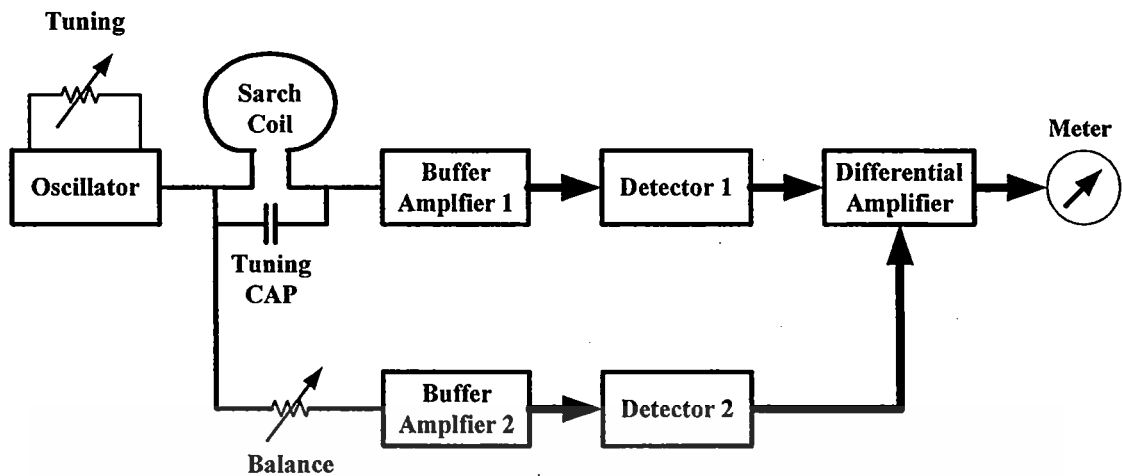 Tuning
Sarch
Coil
Oscillator
Tuning
CAP
Buffer
Amplfier 1
Detector 1
Differential
Amplifier
Meter
Balance
Buffer
Amplfier 2
Detector 2